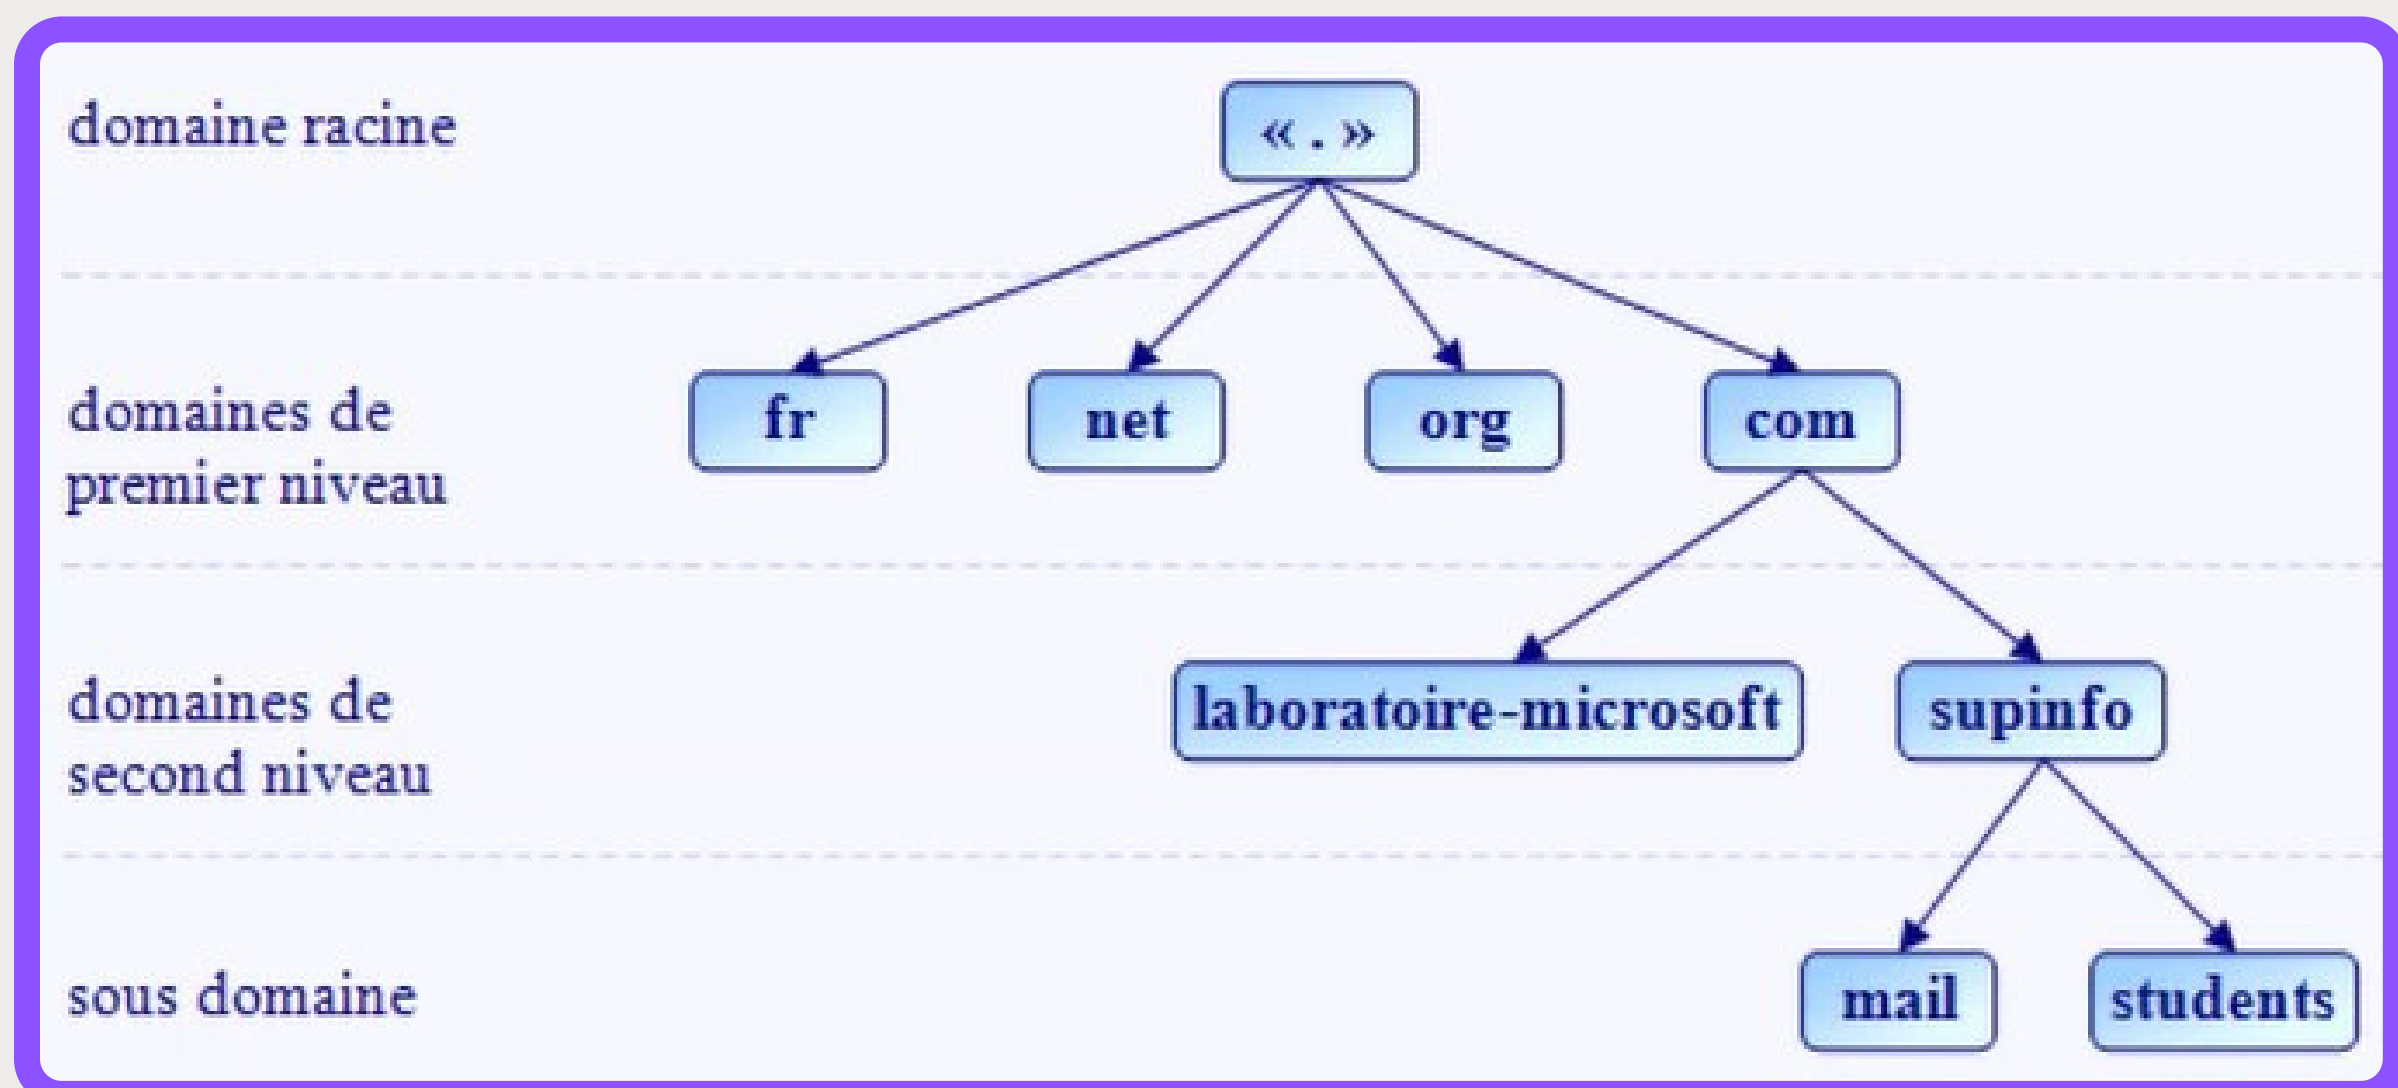 domaine racine
« . »
domaines de
premier niveau
fr
net
org
com
domaines de
second niveau
laboratoire-microsoft
supinfo
sous domaine
mail
students